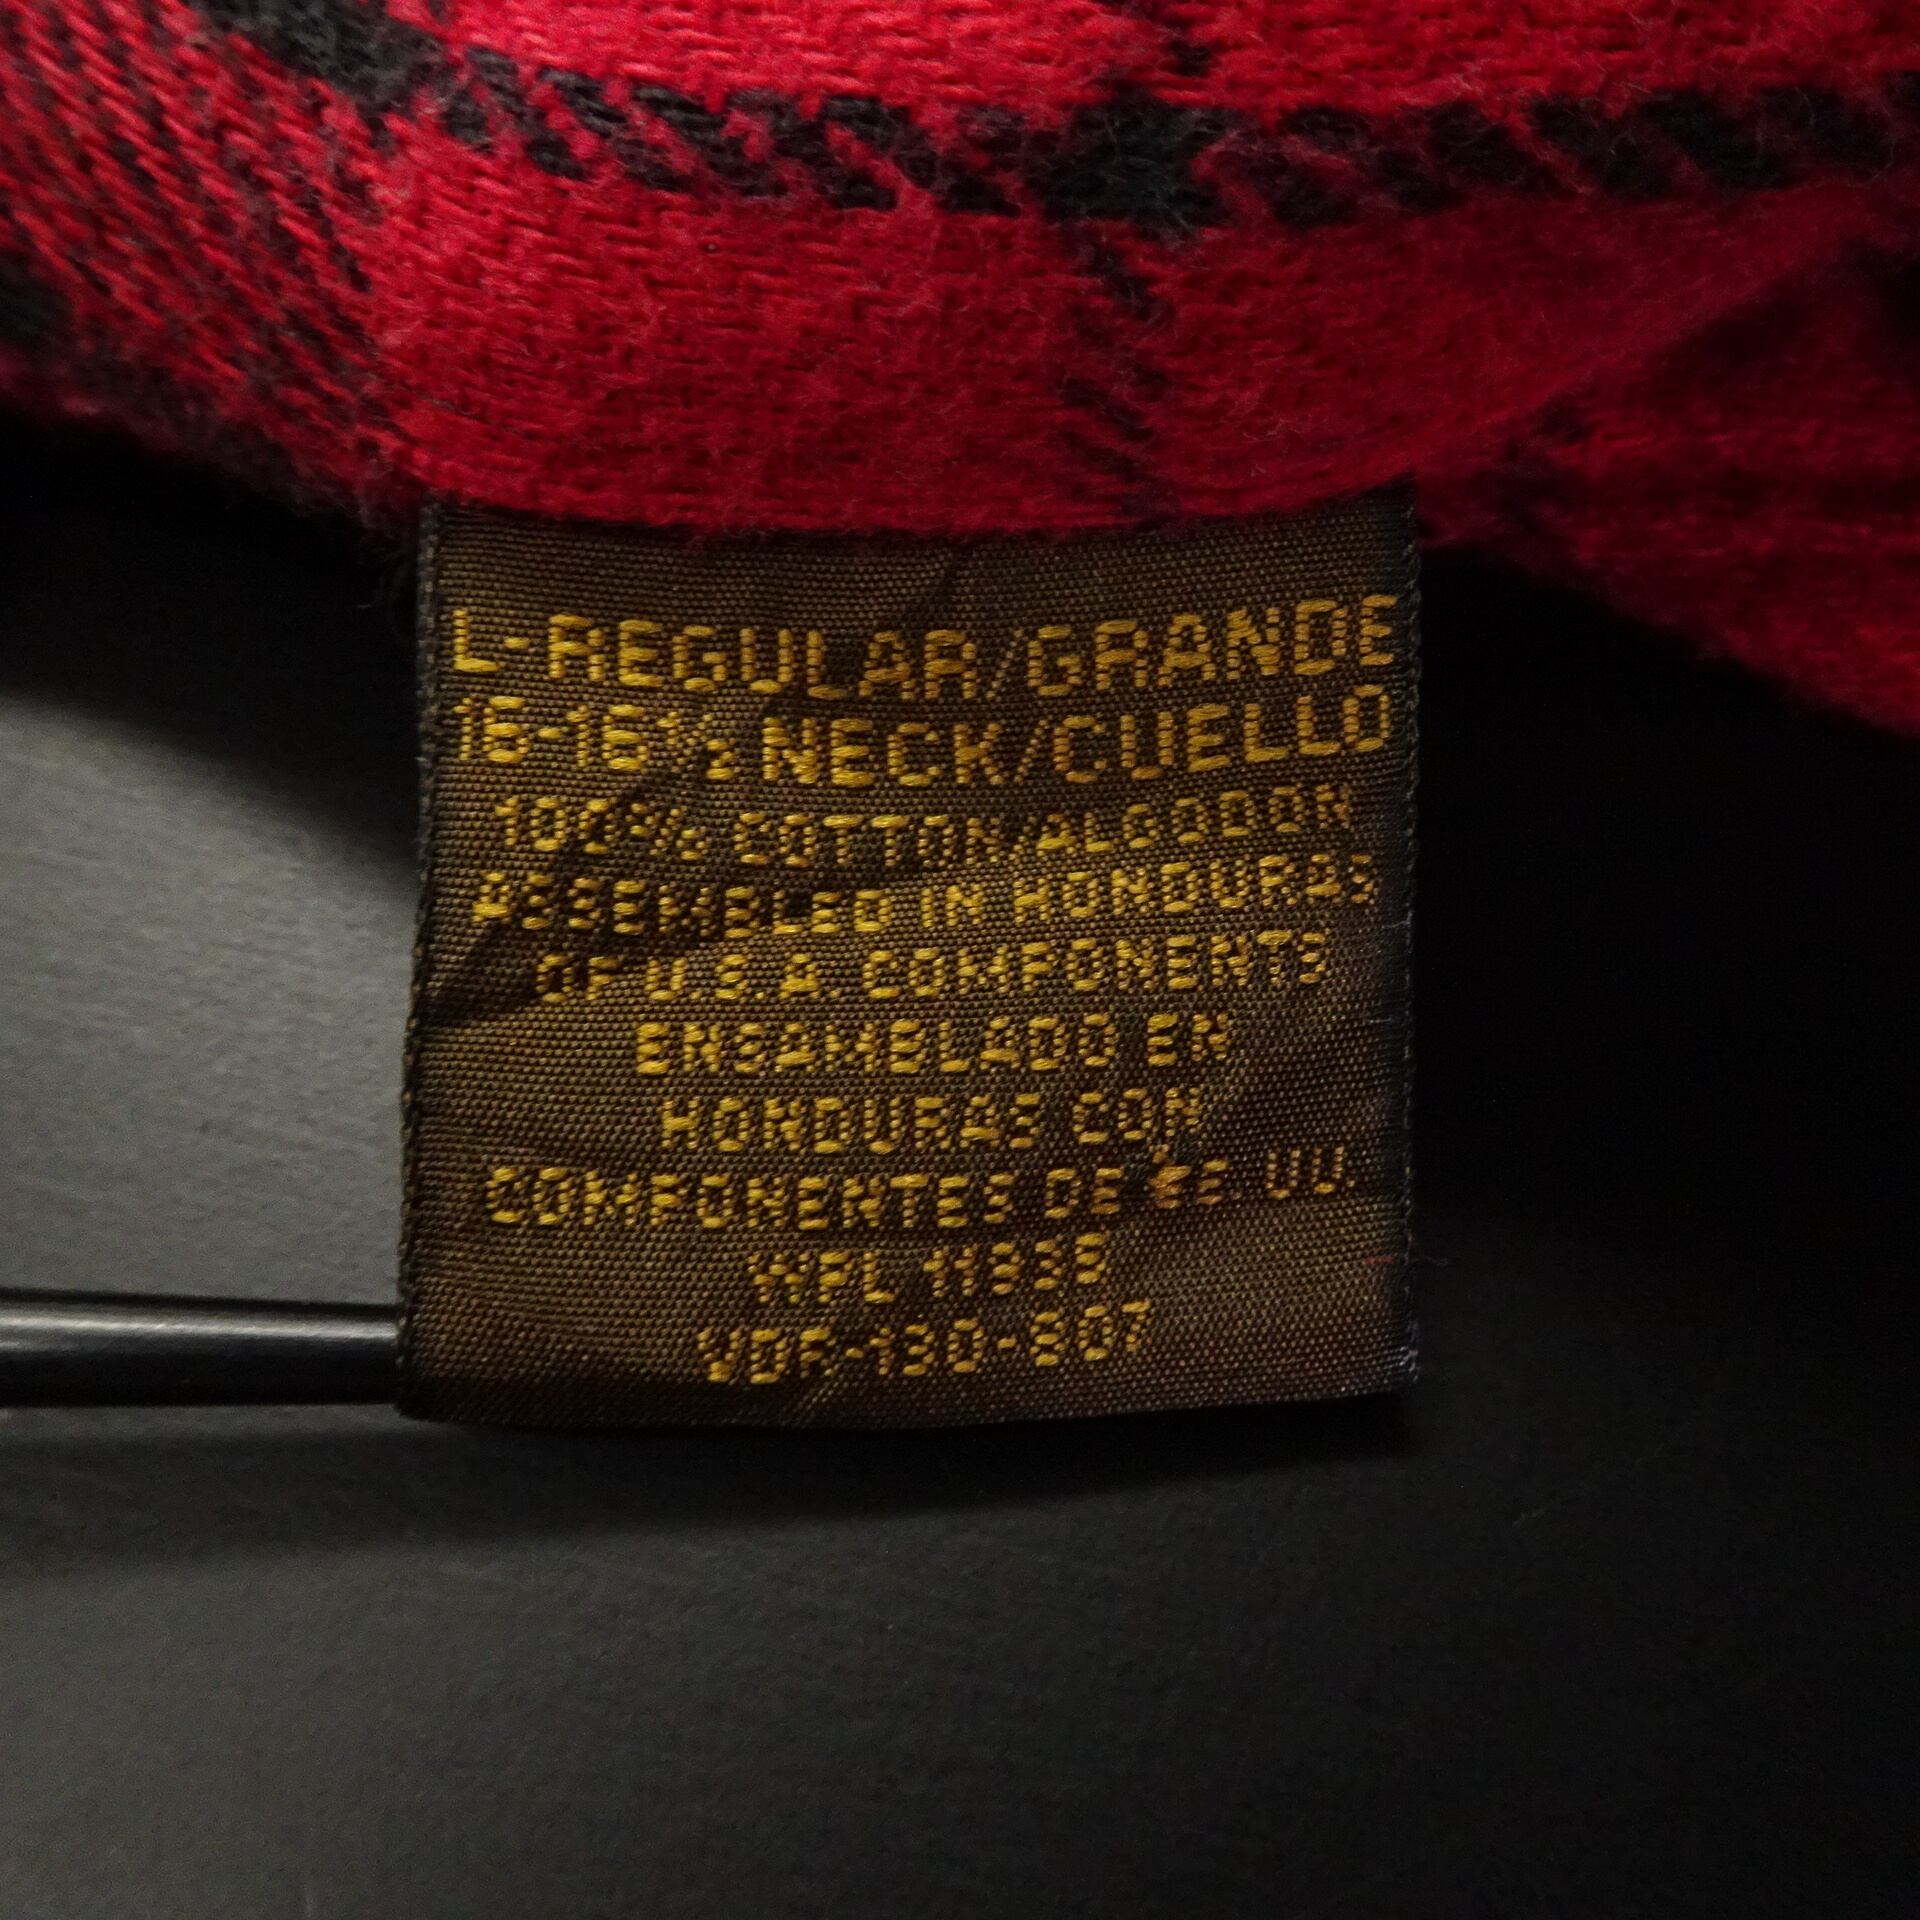 L-REGULAR/GRANDE
16-16½ NECK/CUELLO
100% COTTON/ALGODON
ASSEMBLED IN HONDURAS
OF U.S.A. COMPONENTS
ENSAMBLADO EN
HONDURAS CON
COMPONENTES DE EE. UU.
WPL 11935
VDR-130-807